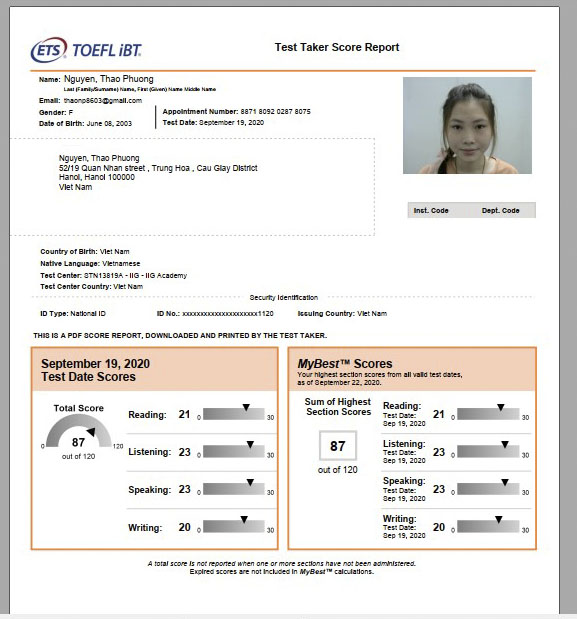 ETS TOEFL iBT.
Test Taker Score Report
Name: Nguyen, Thao Phuong
Last (Family/Surname) Name, First (Given) Name Middle Name
Email: thaonp8603@gmail.com
Gender: F
Date of Birth: June 08, 2003
Appointment Number: 8871 8092 0287 8075
Test Date: September 19, 2020
Nguyen, Thao Phuong
52/19 Quan Nhan street , Trung Hoa , Cau Giay District
Hanoi, Hanoi 100000
Viet Nam
Inst. Code Dept. Code
Country of Birth: Viet Nam
Native Language: Vietnamese
Test Center: STN13819A - IIG - IIG Academy
Test Center Country: Viet Nam
Security Identification
ID Type: National ID ID No.: xxxxxxxxxxxxxxxxxxxxx1120 Issuing Country: Viet Nam
THIS IS A PDF SCORE REPORT, DOWNLOADED AND PRINTED BY THE TEST TAKER.
September 19, 2020
Test Date Scores
Total Score
0 87 120
out of 120
Reading: 21 0 30
Listening: 23 0 30
Speaking: 23 0 30
Writing: 20 0 30
MyBest™ Scores
Your highest section scores from all valid test dates,
as of September 22, 2020.
Sum of Highest
Section Scores
87
out of 120
Reading:
Test Date:
Sep 19, 2020
21 0 30
Listening:
Test Date:
Sep 19, 2020
23 0 30
Speaking:
Test Date:
Sep 19, 2020
23 0 30
Writing:
Test Date:
Sep 19, 2020
20 0 30
A total score is not reported when one or more sections have not been administered.
Expired scores are not included in MyBest™ calculations.